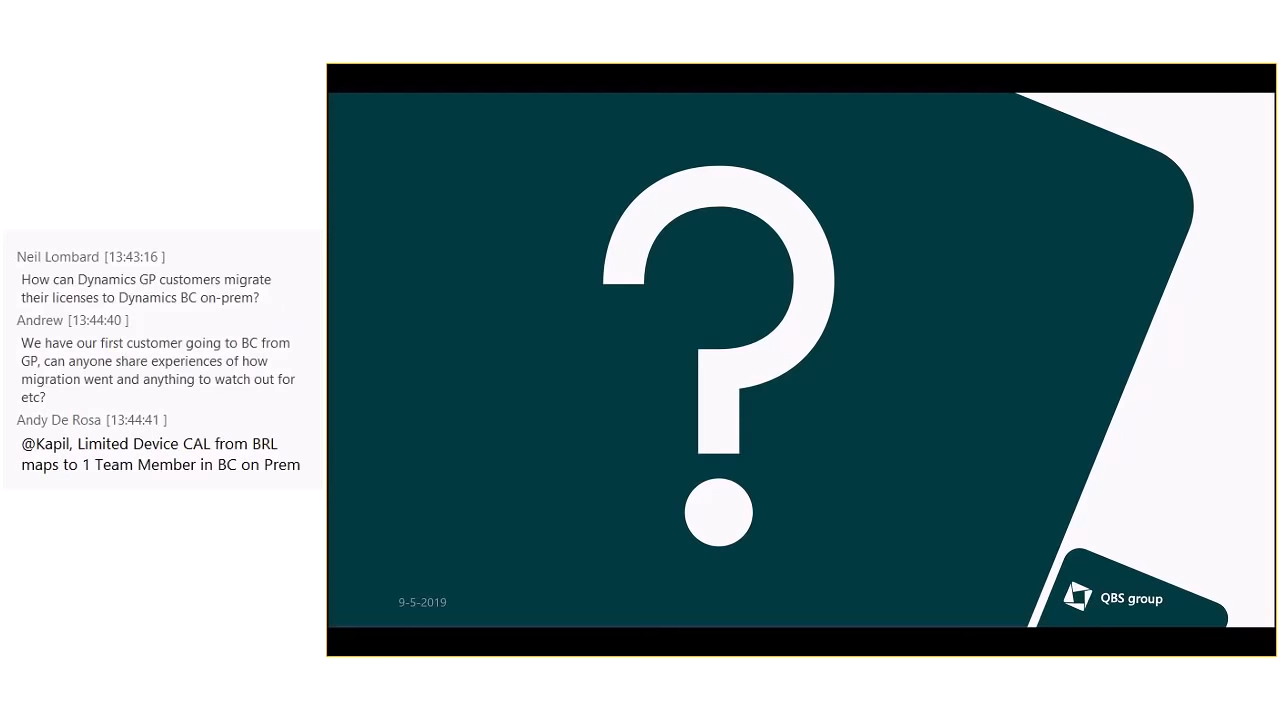 Neil Lombard [13:43:16 ]
How can Dynamics GP customers migrate
their licenses to Dynamics BC on-prem?
Andrew [13:44:40 ]
We have our first customer going to BC from
GP, can anyone share experiences of how
migration went and anything to watch out for
etc?
Andy De Rosa [13:44:41 ]
@Kapil, Limited Device CAL from BRL
maps to 1 Team Member in BC on Prem
?
9-5-2019
QBS group